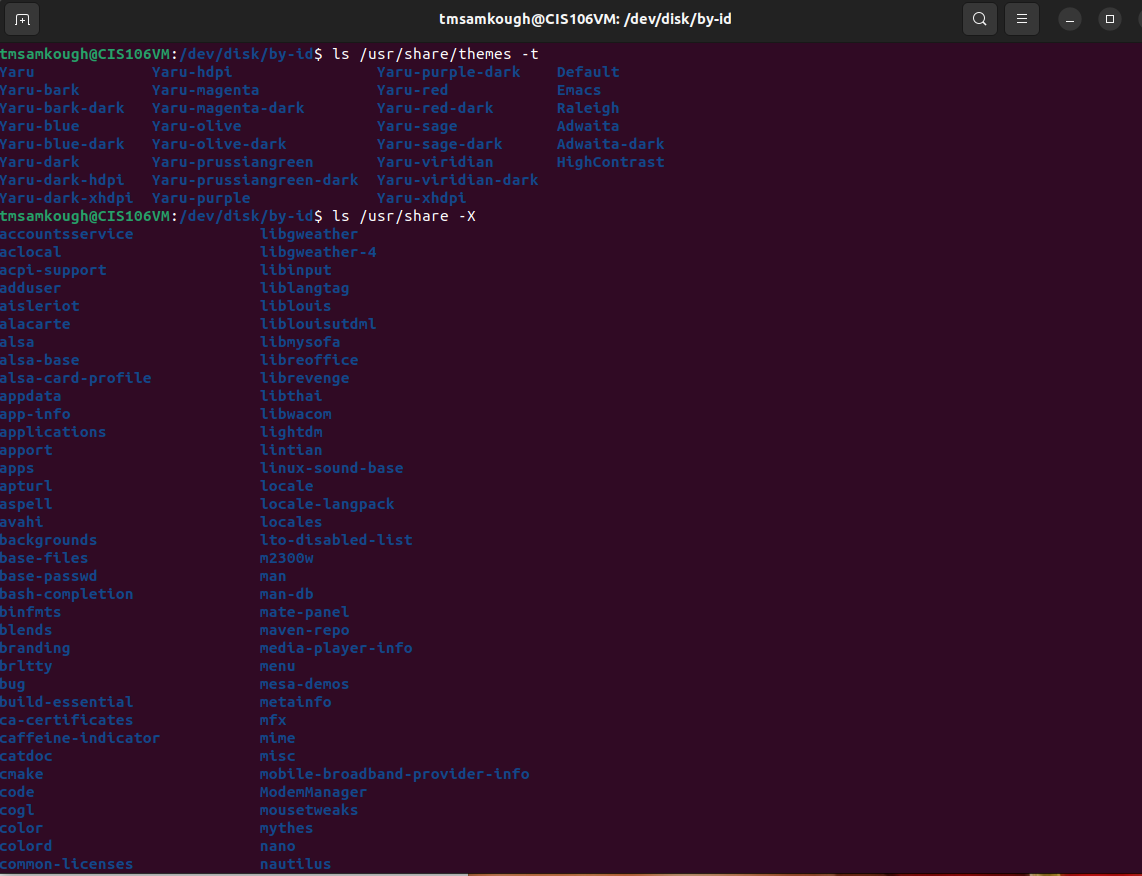 tmsamkough@CIS106VM: /dev/disk/by-id
tmsamkough@CIS106VM:/dev/disk/by-id$ ls /usr/share/themes -t
Yaru Yaru-hdpi Yaru-purple-dark Default
Yaru-bark Yaru-magenta Yaru-red Emacs
Yaru-bark-dark Yaru-magenta-dark Yaru-red-dark Raleigh
Yaru-blue Yaru-olive Yaru-sage Adwaita
Yaru-blue-dark Yaru-olive-dark Yaru-sage-dark Adwaita-dark
Yaru-dark Yaru-prussiangreen Yaru-viridian HighContrast
Yaru-dark-hdpi Yaru-prussiangreen-dark Yaru-viridian-dark
Yaru-dark-xhdpi Yaru-purple Yaru-xhdpi
tmsamkough@CIS106VM:/dev/disk/by-id$ ls /usr/share -X
accountsservice libgweather
aclocal libgweather-4
acpi-support libinput
adduser liblangtag
aisleriot liblouis
alacarte liblouisutdml
alsa libmysofa
alsa-base libreoffice
alsa-card-profile librevenge
appdata libthai
app-info libwacom
applications lightdm
apport lintian
apps linux-sound-base
apturl locale
aspell locale-langpack
avahi locales
backgrounds lto-disabled-list
base-files m2300w
base-passwd man
bash-completion man-db
binfmts mate-panel
blends maven-repo
branding media-player-info
brltty menu
bug mesa-demos
build-essential metainfo
ca-certificates mfx
caffeine-indicator mime
catdoc misc
cmake mobile-broadband-provider-info
code ModemManager
cogl mousetweaks
color mythes
colord nano
common-licenses nautilus